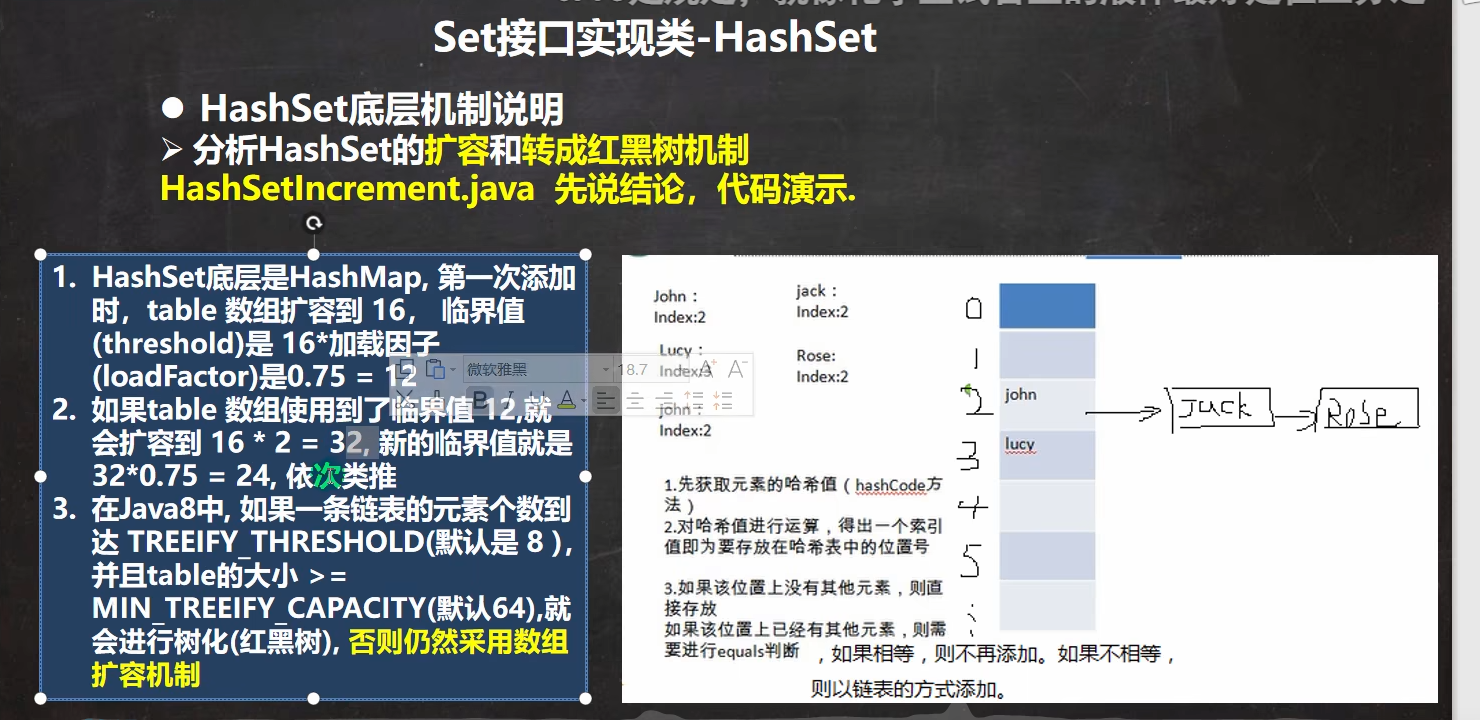 Set接口实现类-HashSet
● HashSet底层机制说明
➢ 分析HashSet的扩容和转成红黑树机制
HashSetIncrement.java 先说结论，代码演示.
1. HashSet底层是HashMap, 第一次添加
时，table 数组扩容到 16， 临界值
(threshold)是 16*加载因子
(loadFactor)是0.75 = 12
2. 如果table 数组使用到了临界值 12,就
会扩容到 16 * 2 = 32, 新的临界值就是
32*0.75 = 24, 依次类推
3. 在Java8中, 如果一条链表的元素个数到
达 TREEIFY_THRESHOLD(默认是 8 )，
并且table的大小 >=
MIN_TREEIFY_CAPACITY(默认64),就
会进行树化(红黑树), 否则仍然采用数组
扩容机制
微软雅黑 18.7 A⁺ A⁻
B I U A
John：
Index:2
jack：
Index:2
Lucy：
Index:3
Rose:
Index:2
john：
Index:2
0
1
2 john Jack Rose
3 lucy
4
5
1.先获取元素的哈希值（hashCode方
法）
2.对哈希值进行运算，得出一个索引
值即为要存放在哈希表中的位置号
3.如果该位置上没有其他元素，则直
接存放
如果该位置上已经有其他元素，则需
要进行equals判断 ，如果相等，则不再添加。如果不相等，
则以链表的方式添加。